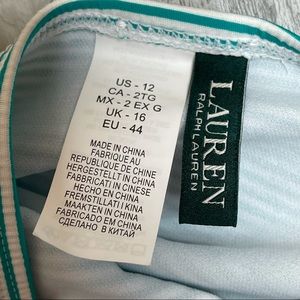 US - 12
CA - 2TG
MX - 2 EX G
UK - 16
EU - 44
MADE IN CHINA
FABRIQUÉ AU
REPUBLIQUE DE CHINE
HERGESTELLT IN CHINA
FABBRICATI IN CINESE
HECHO EN CHINA
FREMSTILLATI I KINA
MAAKTEN IN CHINA
FABRICADO EM CHINA
СДЕЛАНО В КИТАЙ
LAUREN
RALPH LAUREN